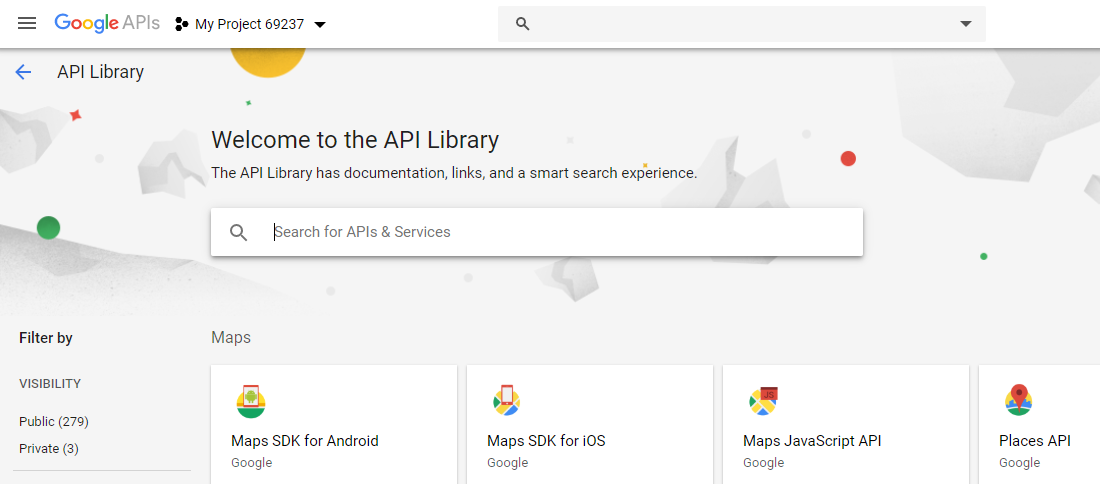 Google APIs My Project 69237
API Library
Welcome to the API Library
The API Library has documentation, links, and a smart search experience.
Search for APIs & Services
Filter by
Maps
VISIBILITY
Public (279)
Private (3)
Maps SDK for Android
Google
Maps SDK for iOS
Google
JS
Maps JavaScript API
Google
Places API
Google